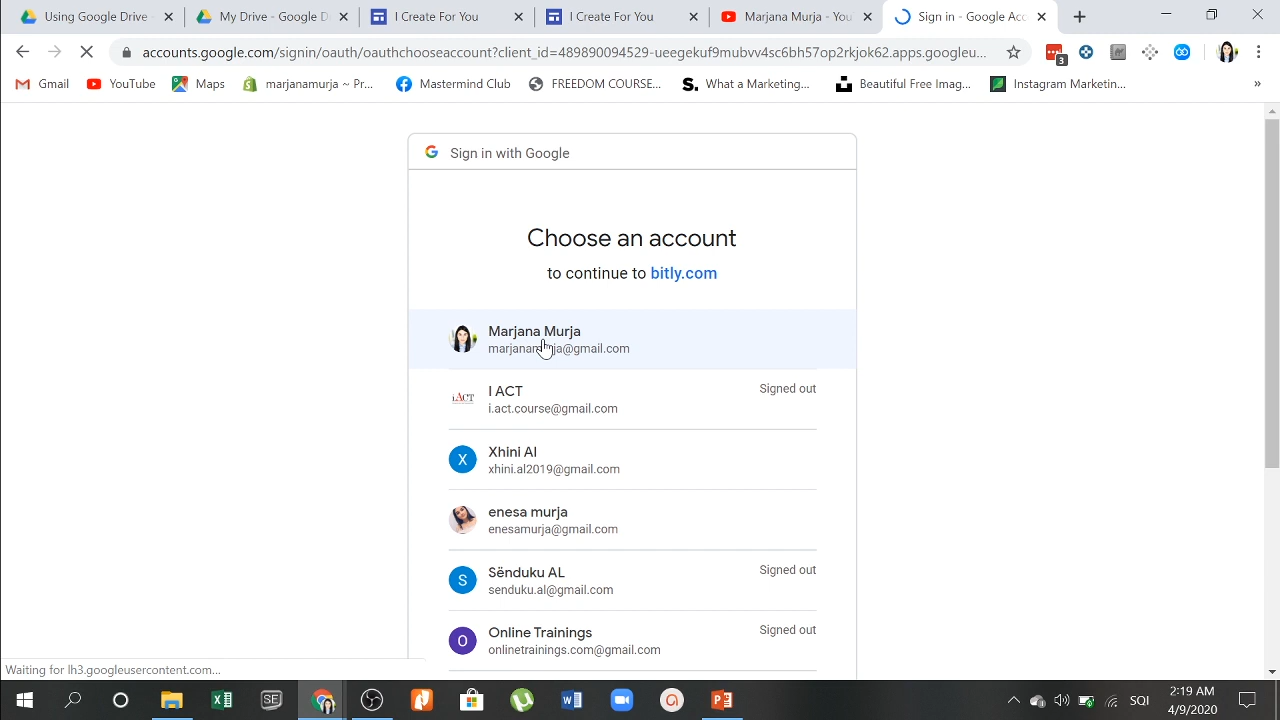 Using Google Drive -
My Drive - Google D
I Create For You
I Create For You
Marjana Murja - You
Sign in - Google Acc
accounts.google.com/signin/oauth/oauthchooseaccount?client_id=489890094529-ueegekuf9mubvv4sc6bh57op2rkjok62.apps.googleu...
3
Gmail
YouTube
Maps
marjanamurja ~ Pr...
Mastermind Club
FREEDOM COURSE...
What a Marketing...
Beautiful Free Imag...
Instagram Marketin...
Sign in with Google
Choose an account
to continue to bitly.com
Marjana Murja
marjanamurja@gmail.com
iACT
I ACT
Signed out
i.act.course@gmail.com
X
Xhini Al
xhini.al2019@gmail.com
enesa murja
enesamurja@gmail.com
S
Sënduku AL
Signed out
senduku.al@gmail.com
O
Online Trainings
Signed out
onlinetrainings.com@gmail.com
Waiting for lh3.googleusercontent.com...
SQI
2:19 AM
4/9/2020